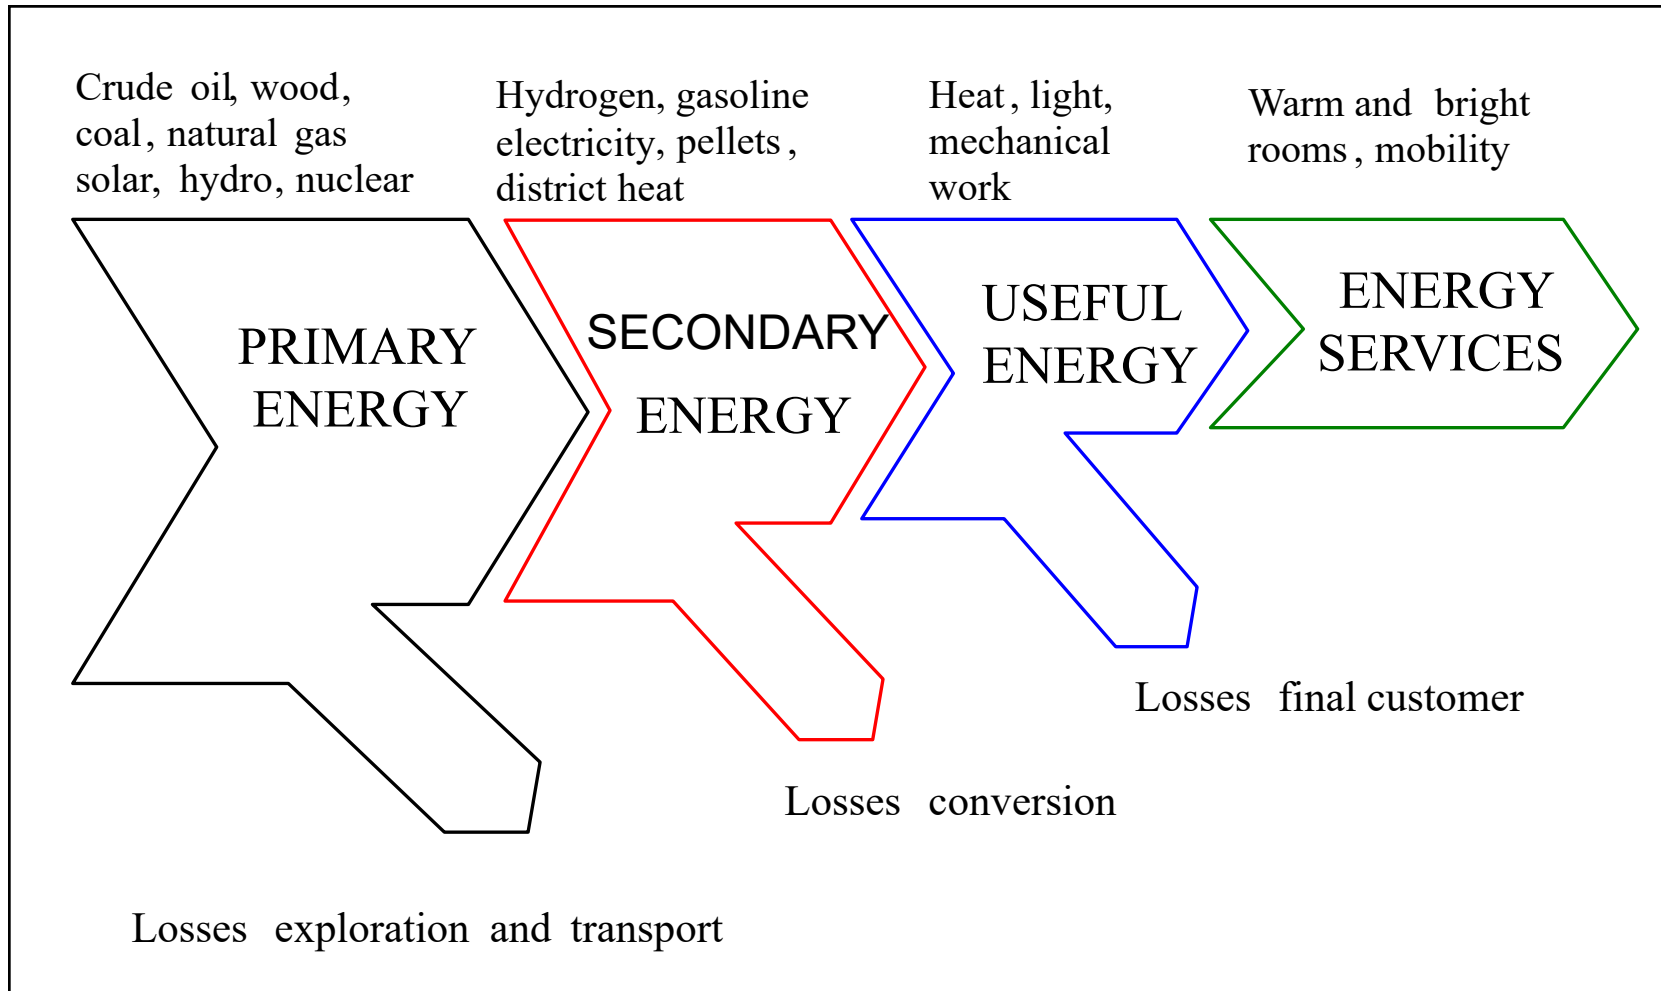 Crude oil, wood,
coal, natural gas
solar, hydro, nuclear
Hydrogen, gasoline
electricity, pellets,
district heat
Heat, light,
mechanical
work
Warm and bright
rooms, mobility
PRIMARY
ENERGY
SECONDARY
ENERGY
USEFUL
ENERGY
ENERGY
SERVICES
Losses final customer
Losses conversion
Losses exploration and transport